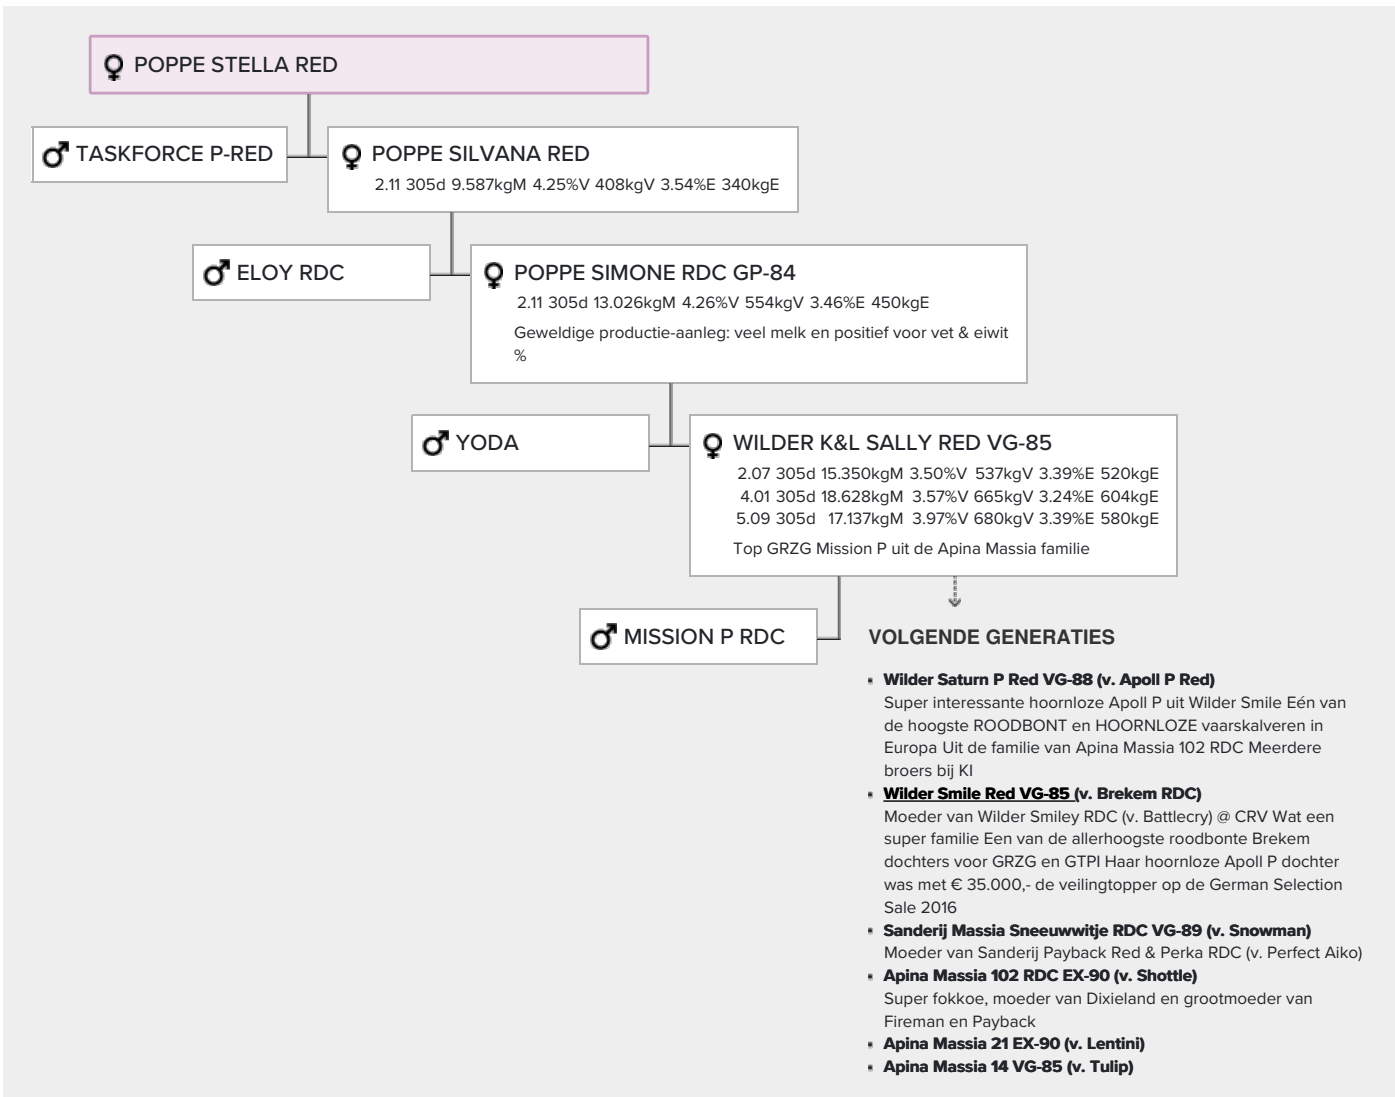 POPPE STELLA RED
TASKFORCE P-RED
POPPE SILVANA RED
2.11 305d 9.587kgM 4.25%V 408kgV 3.54%E 340kgE
ELOY RDC
POPPE SIMONE RDC GP-84
2.11 305d 13.026kgM 4.26%V 554kgV 3.46%E 450kgE
Geweldige productie-aanleg: veel melk en positief voor vet & eiwit
%
YODA
WILDER K&L SALLY RED VG-85
2.07 305d 15.350kgM 3.50%V 537kgV 3.39%E 520kgE
4.01 305d 18.628kgM 3.57%V 665kgV 3.24%E 604kgE
5.09 305d 17.137kgM 3.97%V 680kgV 3.39%E 580kgE
Top GRZG Mission P uit de Apina Massia familie
MISSION P RDC
VOLGENDE GENERATIES
Wilder Saturn P Red VG-88 (v. Apoll P Red)
Super interessante hoornloze Apoll P uit Wilder Smile Eén van
de hoogste ROODBONT en HOORNLOZE vaarskalveren in
Europa Uit de familie van Apina Massia 102 RDC Meerdere
broers bij KI
Wilder Smile Red VG-85 (v. Brekem RDC)
Moeder van Wilder Smiley RDC (v. Battlecry) @ CRV Wat een
super familie Een van de allerhoogste roodbonte Brekem
dochters voor GRZG en GTPI Haar hoornloze Apoll P dochter
was met € 35.000,- de veilingtopper op de German Selection
Sale 2016
Sanderij Massia Sneeuwwitje RDC VG-89 (v. Snowman)
Moeder van Sanderij Payback Red & Perka RDC (v. Perfect Aiko)
Apina Massia 102 RDC EX-90 (v. Shottle)
Super fokkoe, moeder van Dixieland en grootmoeder van
Fireman en Payback
Apina Massia 21 EX-90 (v. Lentini)
Apina Massia 14 VG-85 (v. Tulip)